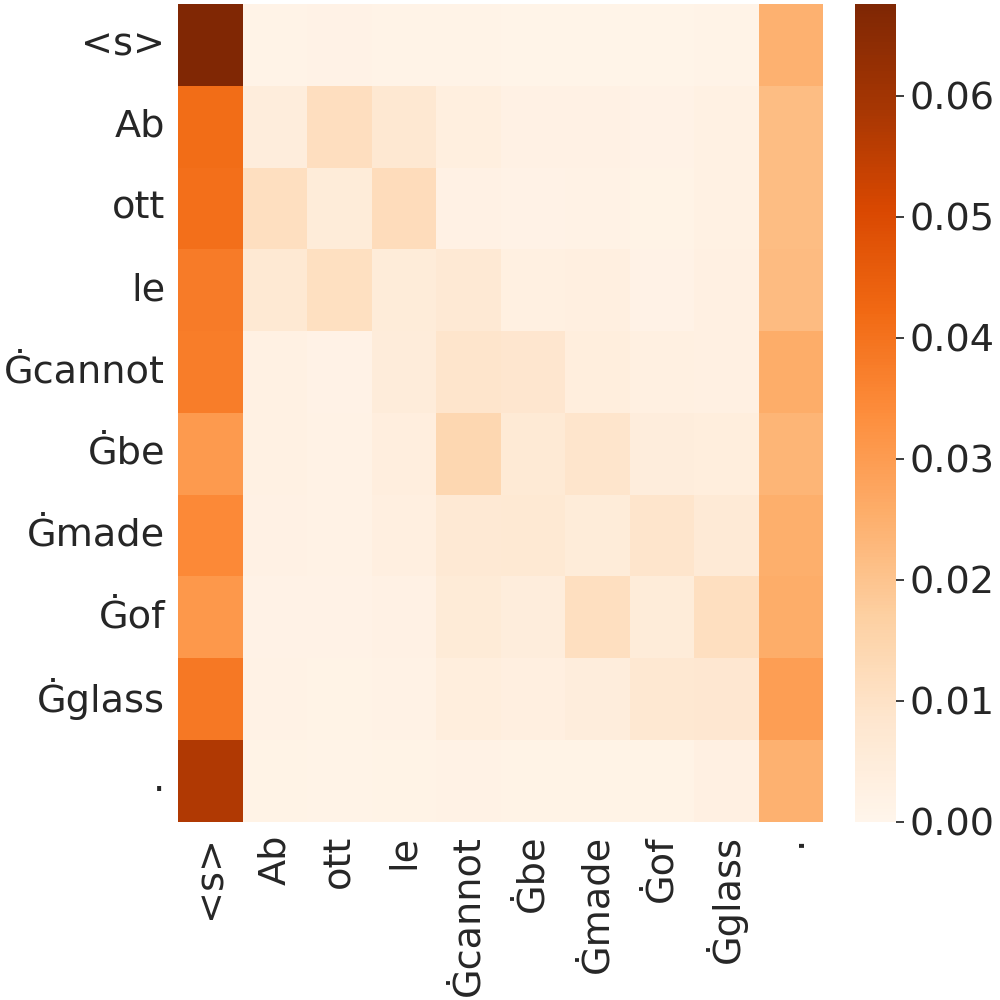 <s>
Ab
ott
le
Ġcannot
Ġbe
Ġmade
Ġof
Ġglass
.
<s>
Ab
ott
le
Ġcannot
Ġbe
Ġmade
Ġof
Ġglass
.
0.06
0.05
0.04
0.03
0.02
0.01
0.00